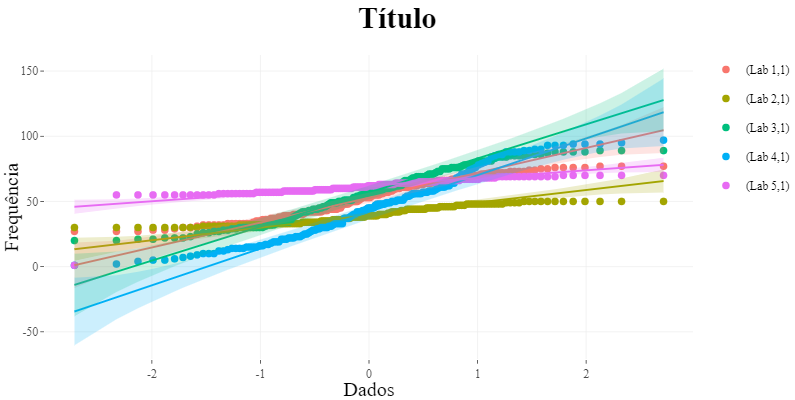 Título
Frequência
150
100
50
0
-50
-2
-1
0
1
2
Dados
(Lab 1,1)
(Lab 2,1)
(Lab 3,1)
(Lab 4,1)
(Lab 5,1)